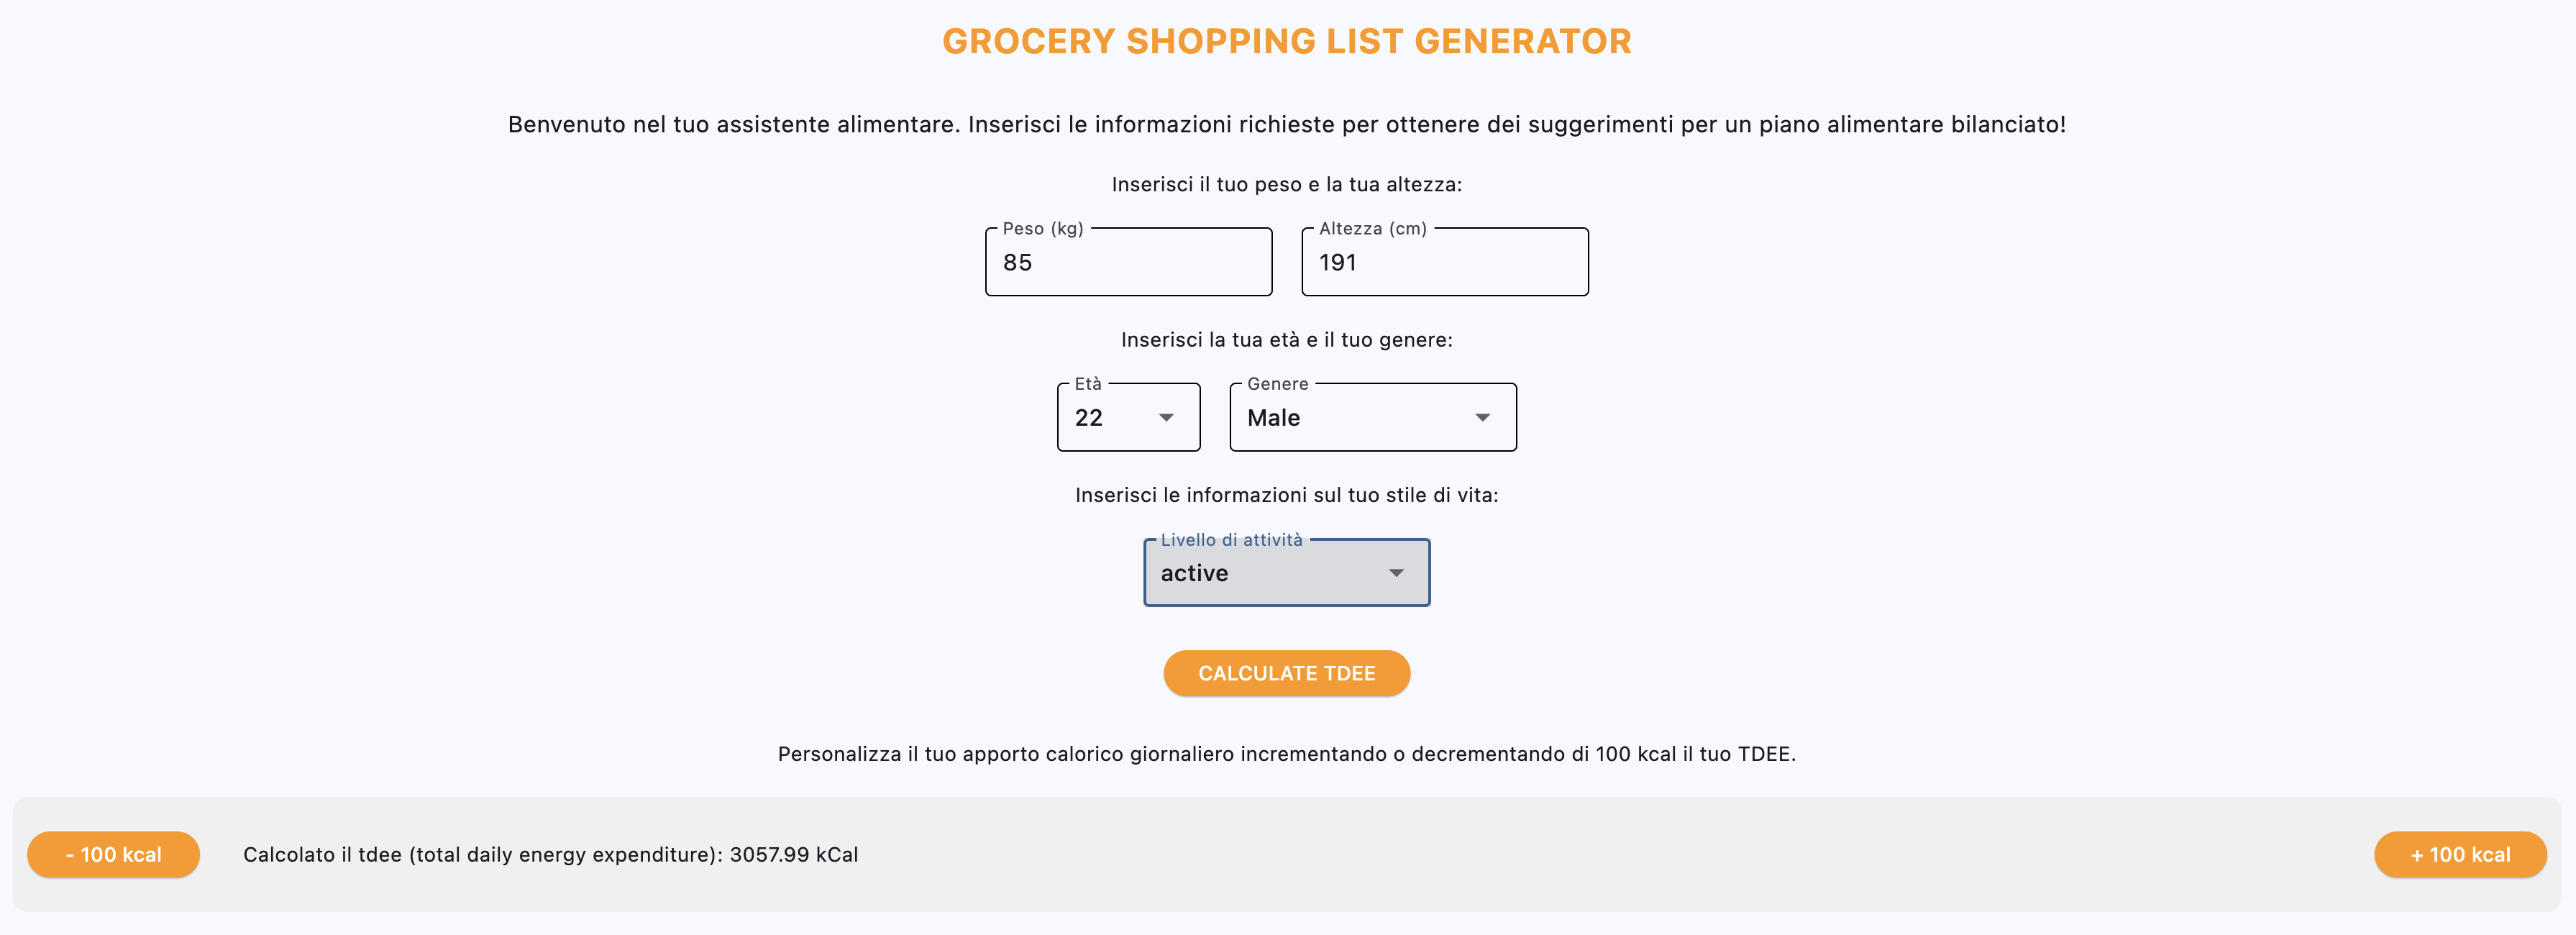 GROCERY SHOPPING LIST GENERATOR
Benvenuto nel tuo assistente alimentare. Inserisci le informazioni richieste per ottenere dei suggerimenti per un piano alimentare bilanciato!
Inserisci il tuo peso e la tua altezza:
Peso (kg) Altezza (cm)
85 191
Inserisci la tua età e il tuo genere:
Età Genere
22 Male
Inserisci le informazioni sul tuo stile di vita:
Livello di attività
active
CALCULATE TDEE
Personalizza il tuo apporto calorico giornaliero incrementando o decrementando di 100 kcal il tuo TDEE.
- 100 kcal Calcolato il tdee (total daily energy expenditure): 3057.99 kCal + 100 kcal